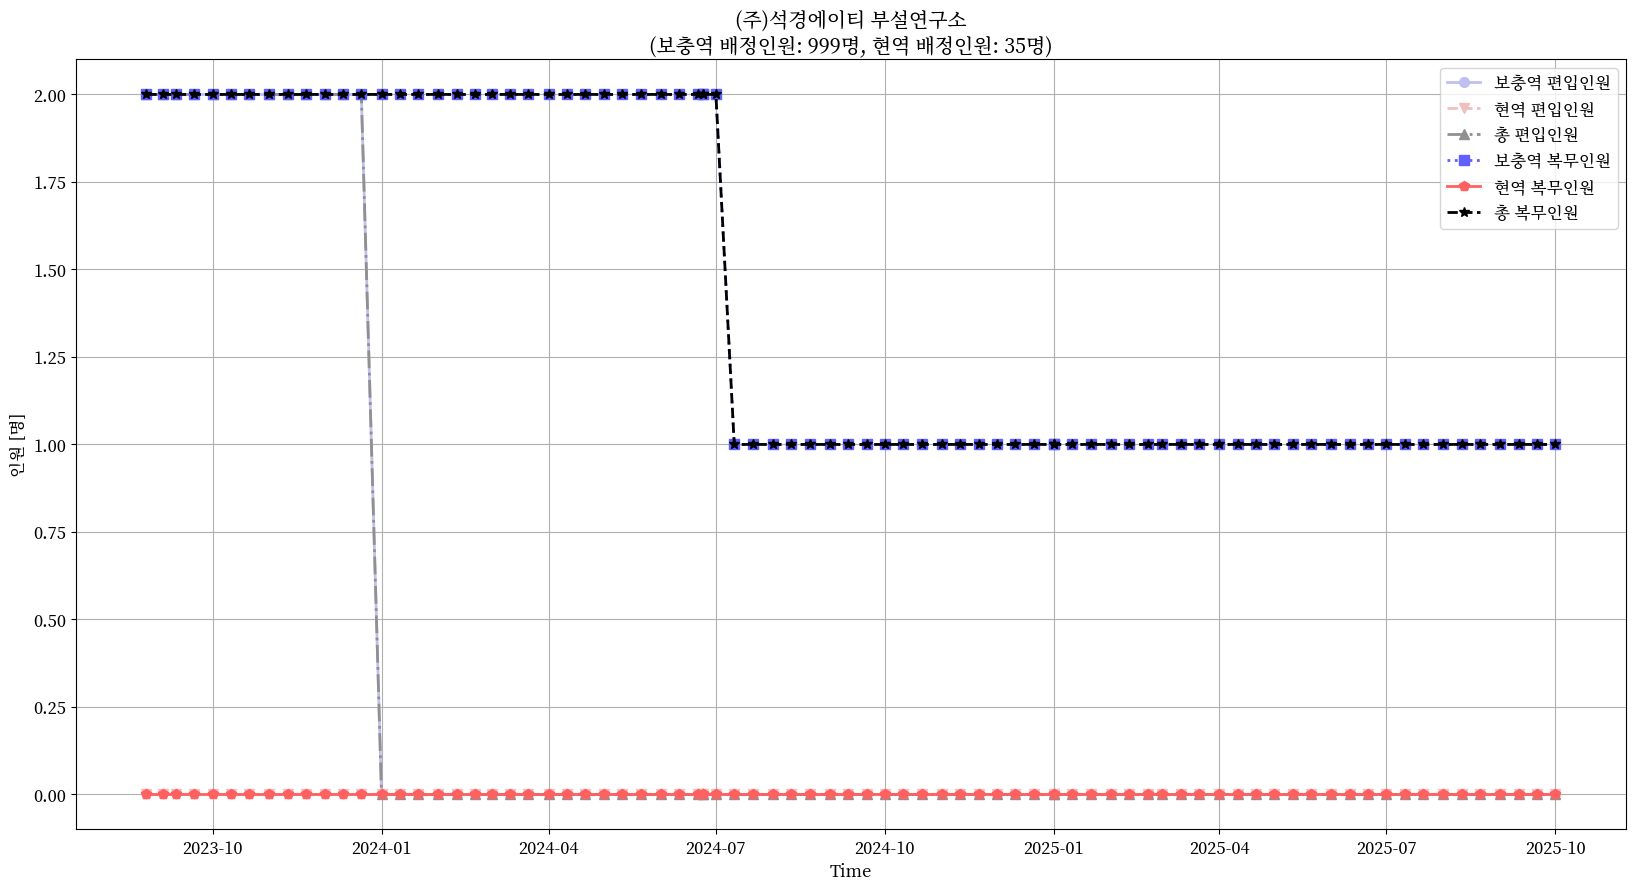 (주)석경에이티 부설연구소
(보충역 배정인원: 999명, 현역 배정인원: 35명)
보충역 편입인원
현역 편입인원
총 편입인원
보충역 복무인원
현역 복무인원
총 복무인원
인원 [명]
2.00
1.75
1.50
1.25
1.00
0.75
0.50
0.25
0.00
2023-10
2024-01
2024-04
2024-07
2024-10
2025-01
2025-04
2025-07
2025-10
Time